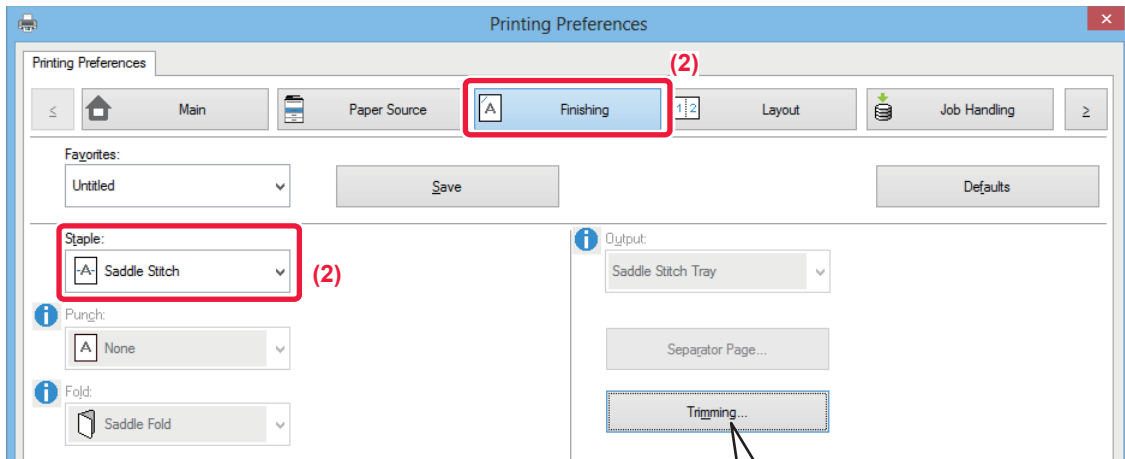 Printing Preferences
×
Printing Preferences
(2)
≤ Main Paper Source A Finishing 1 2 Layout Job Handling ≥
Favorites:
Untitled Save Defaults
Staple: Output:
-A- Saddle Stitch (2) Saddle Stitch Tray
Punch:
A None Separator Page...
Fold:
Saddle Fold Trimming...